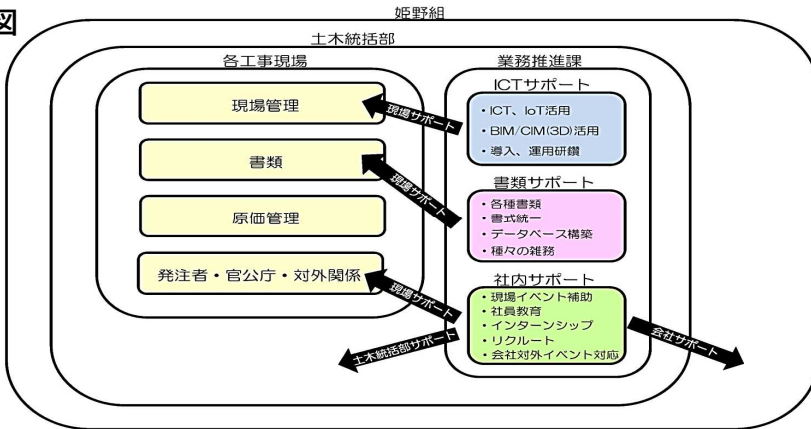 図
姫野組
土木統括部
各工事現場
現場管理
書類
原価管理
発注者・官公庁・対外関係
業務推進課
ICTサポート
・ICT、IoT活用
・BIM/CIM(3D)活用
・導入、運用研鑽
書類サポート
・各種書類
・書式統一
・データベース構築
・種々の雑務
社内サポート
・現場イベント補助
・社員教育
・インターンシップ
・リクルート
・会社対外イベント対応
現場サポート
現場サポート
現場サポート
土木統括部サポート
会社サポート